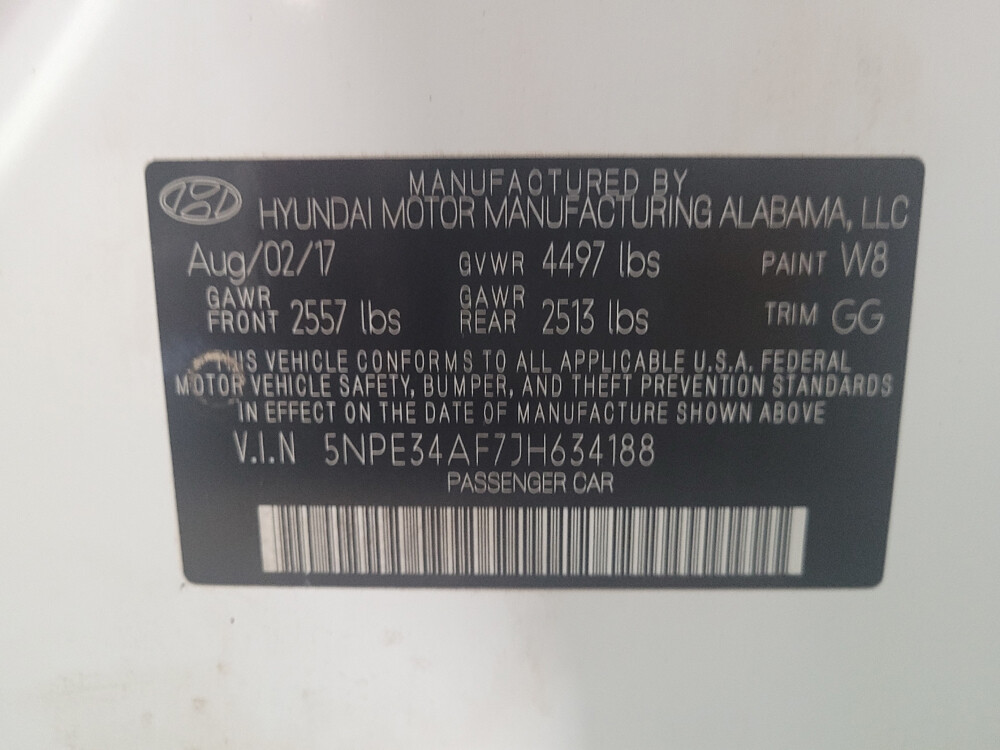 MANUFACTURED BY
HYUNDAI MOTOR MANUFACTURING ALABAMA, LLC
Aug/02/17 GVWR 4497 lbs PAINT W8
GAWR FRONT 2557 lbs GAWR REAR 2513 lbs TRIM GG
THIS VEHICLE CONFORMS TO ALL APPLICABLE U.S.A. FEDERAL
MOTOR VEHICLE SAFETY, BUMPER, AND THEFT PREVENTION STANDARDS
IN EFFECT ON THE DATE OF MANUFACTURE SHOWN ABOVE
V.I.N 5NPE34AF7JH634188
PASSENGER CAR